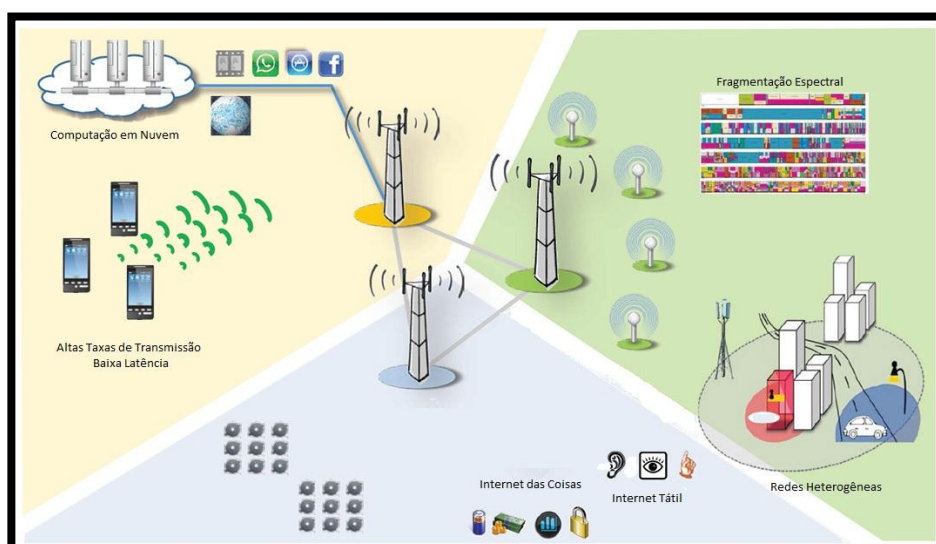 Computação em Nuvem
Fragmentação Espectral
Altas Taxas de Transmissão
Baixa Latência
Internet das Coisas
Internet Tátil
Redes Heterogêneas